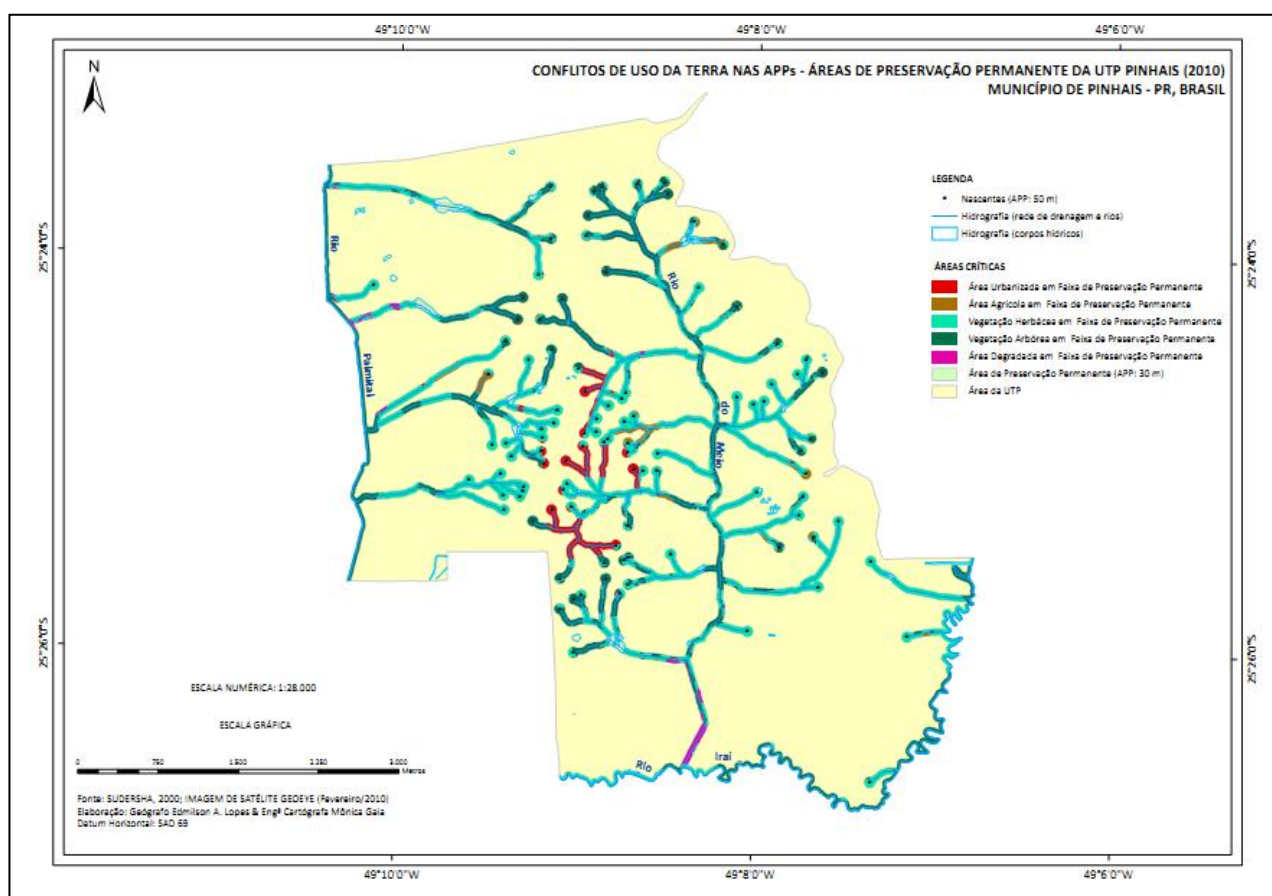 49°10'0"W 49°8'0"W 49°6'0"W
N
CONFLITOS DE USO DA TERRA NAS APPs - ÁREAS DE PRESERVAÇÃO PERMANENTE DA UTP PINHAIS (2010)
MUNICÍPIO DE PINHAIS - PR, BRASIL
LEGENDA
Nascentes (APP: 50 m)
Hidrografia (rede de drenagem e rios)
Hidrografia (corpos hídricos)
ÁREAS CRÍTICAS
Área Urbanizada em Faixa de Preservação Permanente
Área Agrícola em Faixa de Preservação Permanente
Vegetação Herbácea em Faixa de Preservação Permanente
Vegetação Arbórea em Faixa de Preservação Permanente
Área Degradada em Faixa de Preservação Permanente
Área de Preservação Permanente (APP: 30 m)
Área da UTP
25°24'0"S
25°24'0"S
Rio
Palmital
Rio
do
Meio
25°26'0"S
25°26'0"S
Rio
Iraí
ESCALA NUMÉRICA: 1:28.000
ESCALA GRÁFICA
0 750 1.500 2.250 3.000
Metros
Fonte: SUDERSHA, 2000; IMAGEM DE SATÉLITE GEOEYE (Fevereiro/2010)
Elaboração: Geógrafo Edmilson A. Lopes & Engª Cartógrafa Mônica Gaia
Datum Horizontal: SAD 69
49°10'0"W 49°8'0"W 49°6'0"W